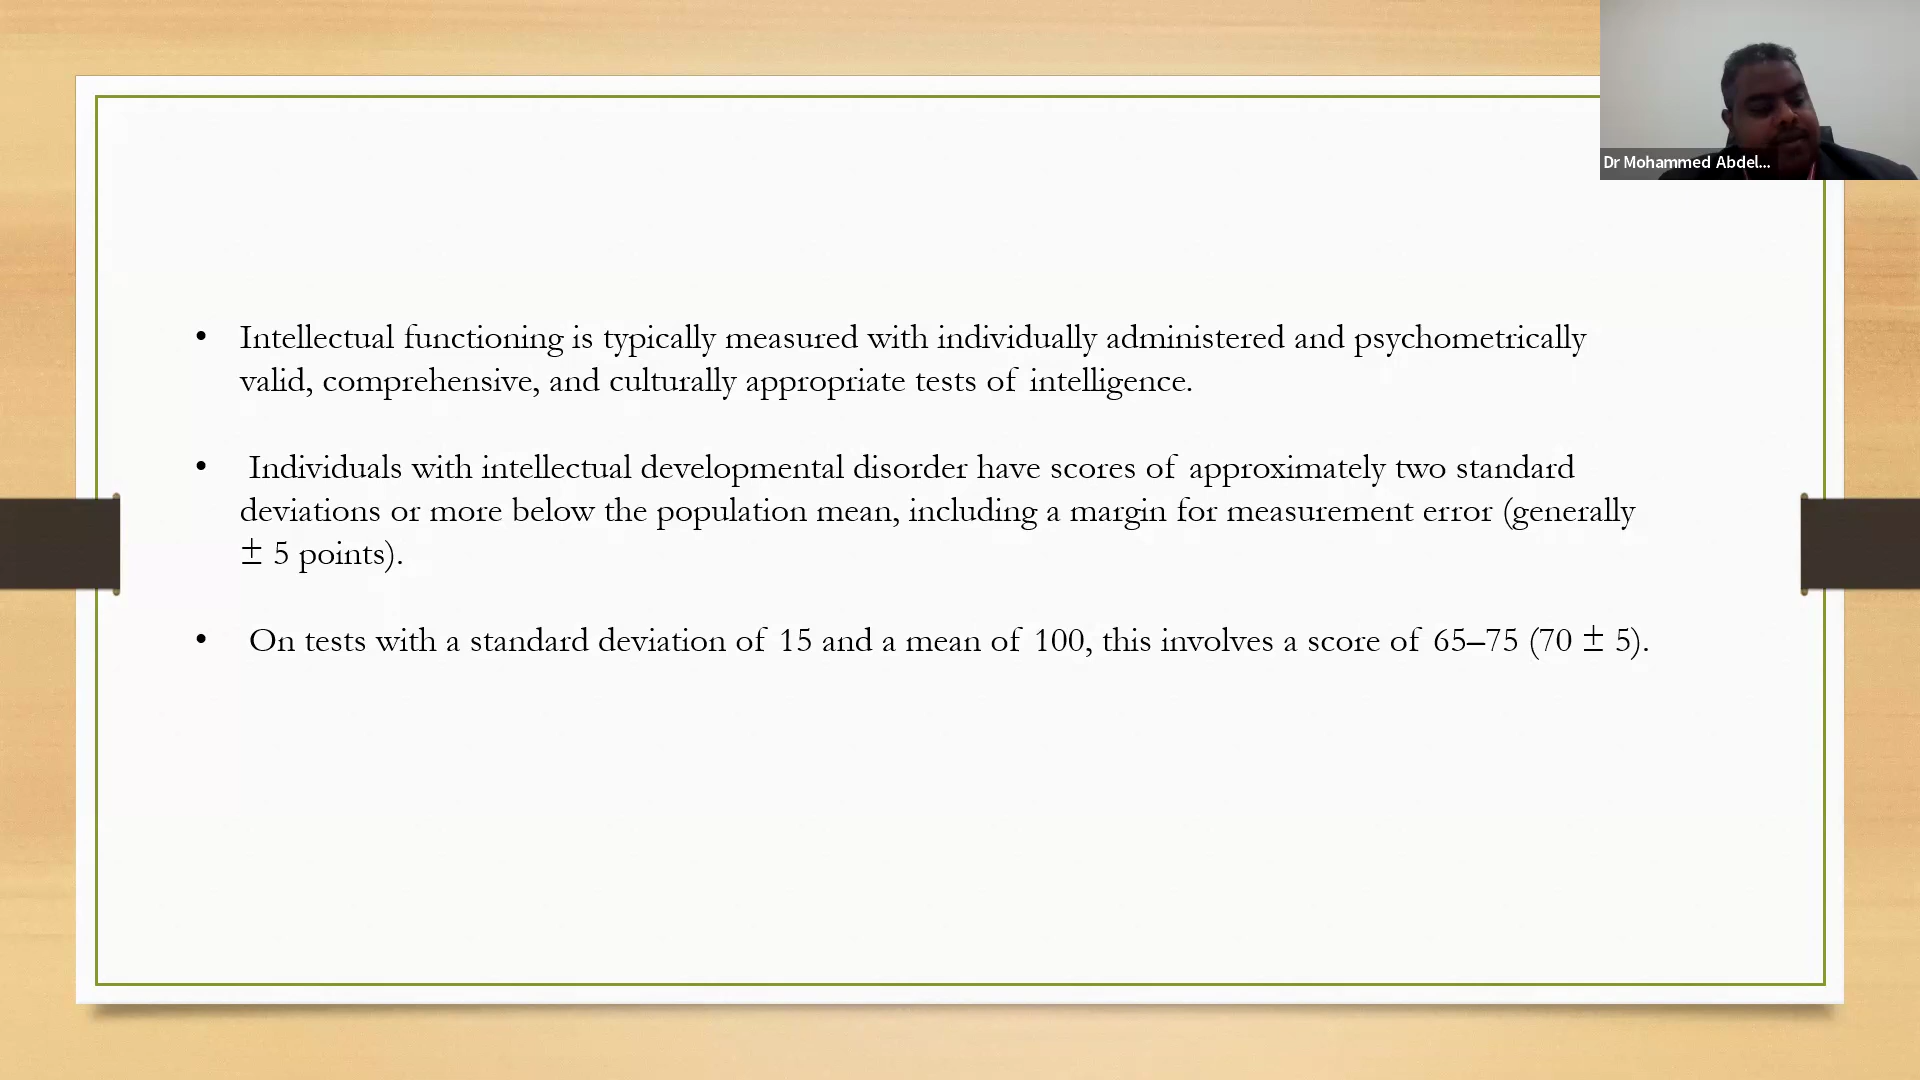 Dr Mohammed Abdel...
• Intellectual functioning is typically measured with individually administered and psychometrically
valid, comprehensive, and culturally appropriate tests of intelligence.
• Individuals with intellectual developmental disorder have scores of approximately two standard
deviations or more below the population mean, including a margin for measurement error (generally
± 5 points).
• On tests with a standard deviation of 15 and a mean of 100, this involves a score of 65–75 (70 ± 5).